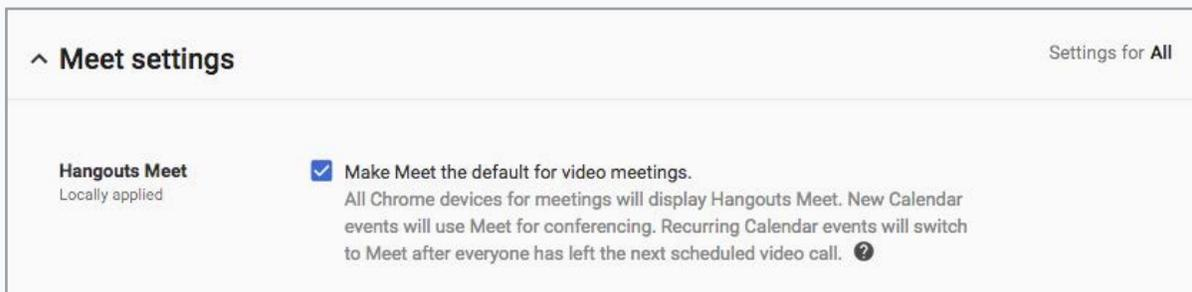 Meet settings
Settings for All
Hangouts Meet
Locally applied
Make Meet the default for video meetings.
All Chrome devices for meetings will display Hangouts Meet. New Calendar
events will use Meet for conferencing. Recurring Calendar events will switch
to Meet after everyone has left the next scheduled video call. ?